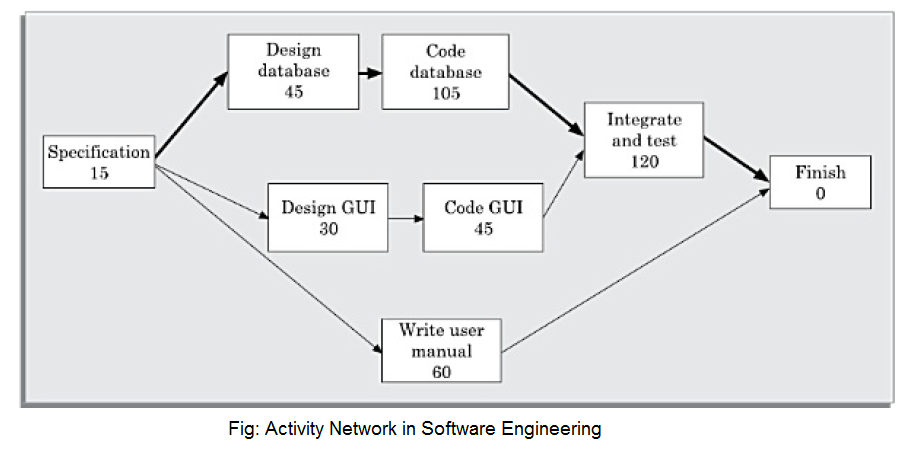 Design
database
45
Code
database
105
Integrate
and test
120
Specification
15
Finish
0
Design GUI
30
Code GUI
45
Write user
manual
60
Fig: Activity Network in Software Engineering